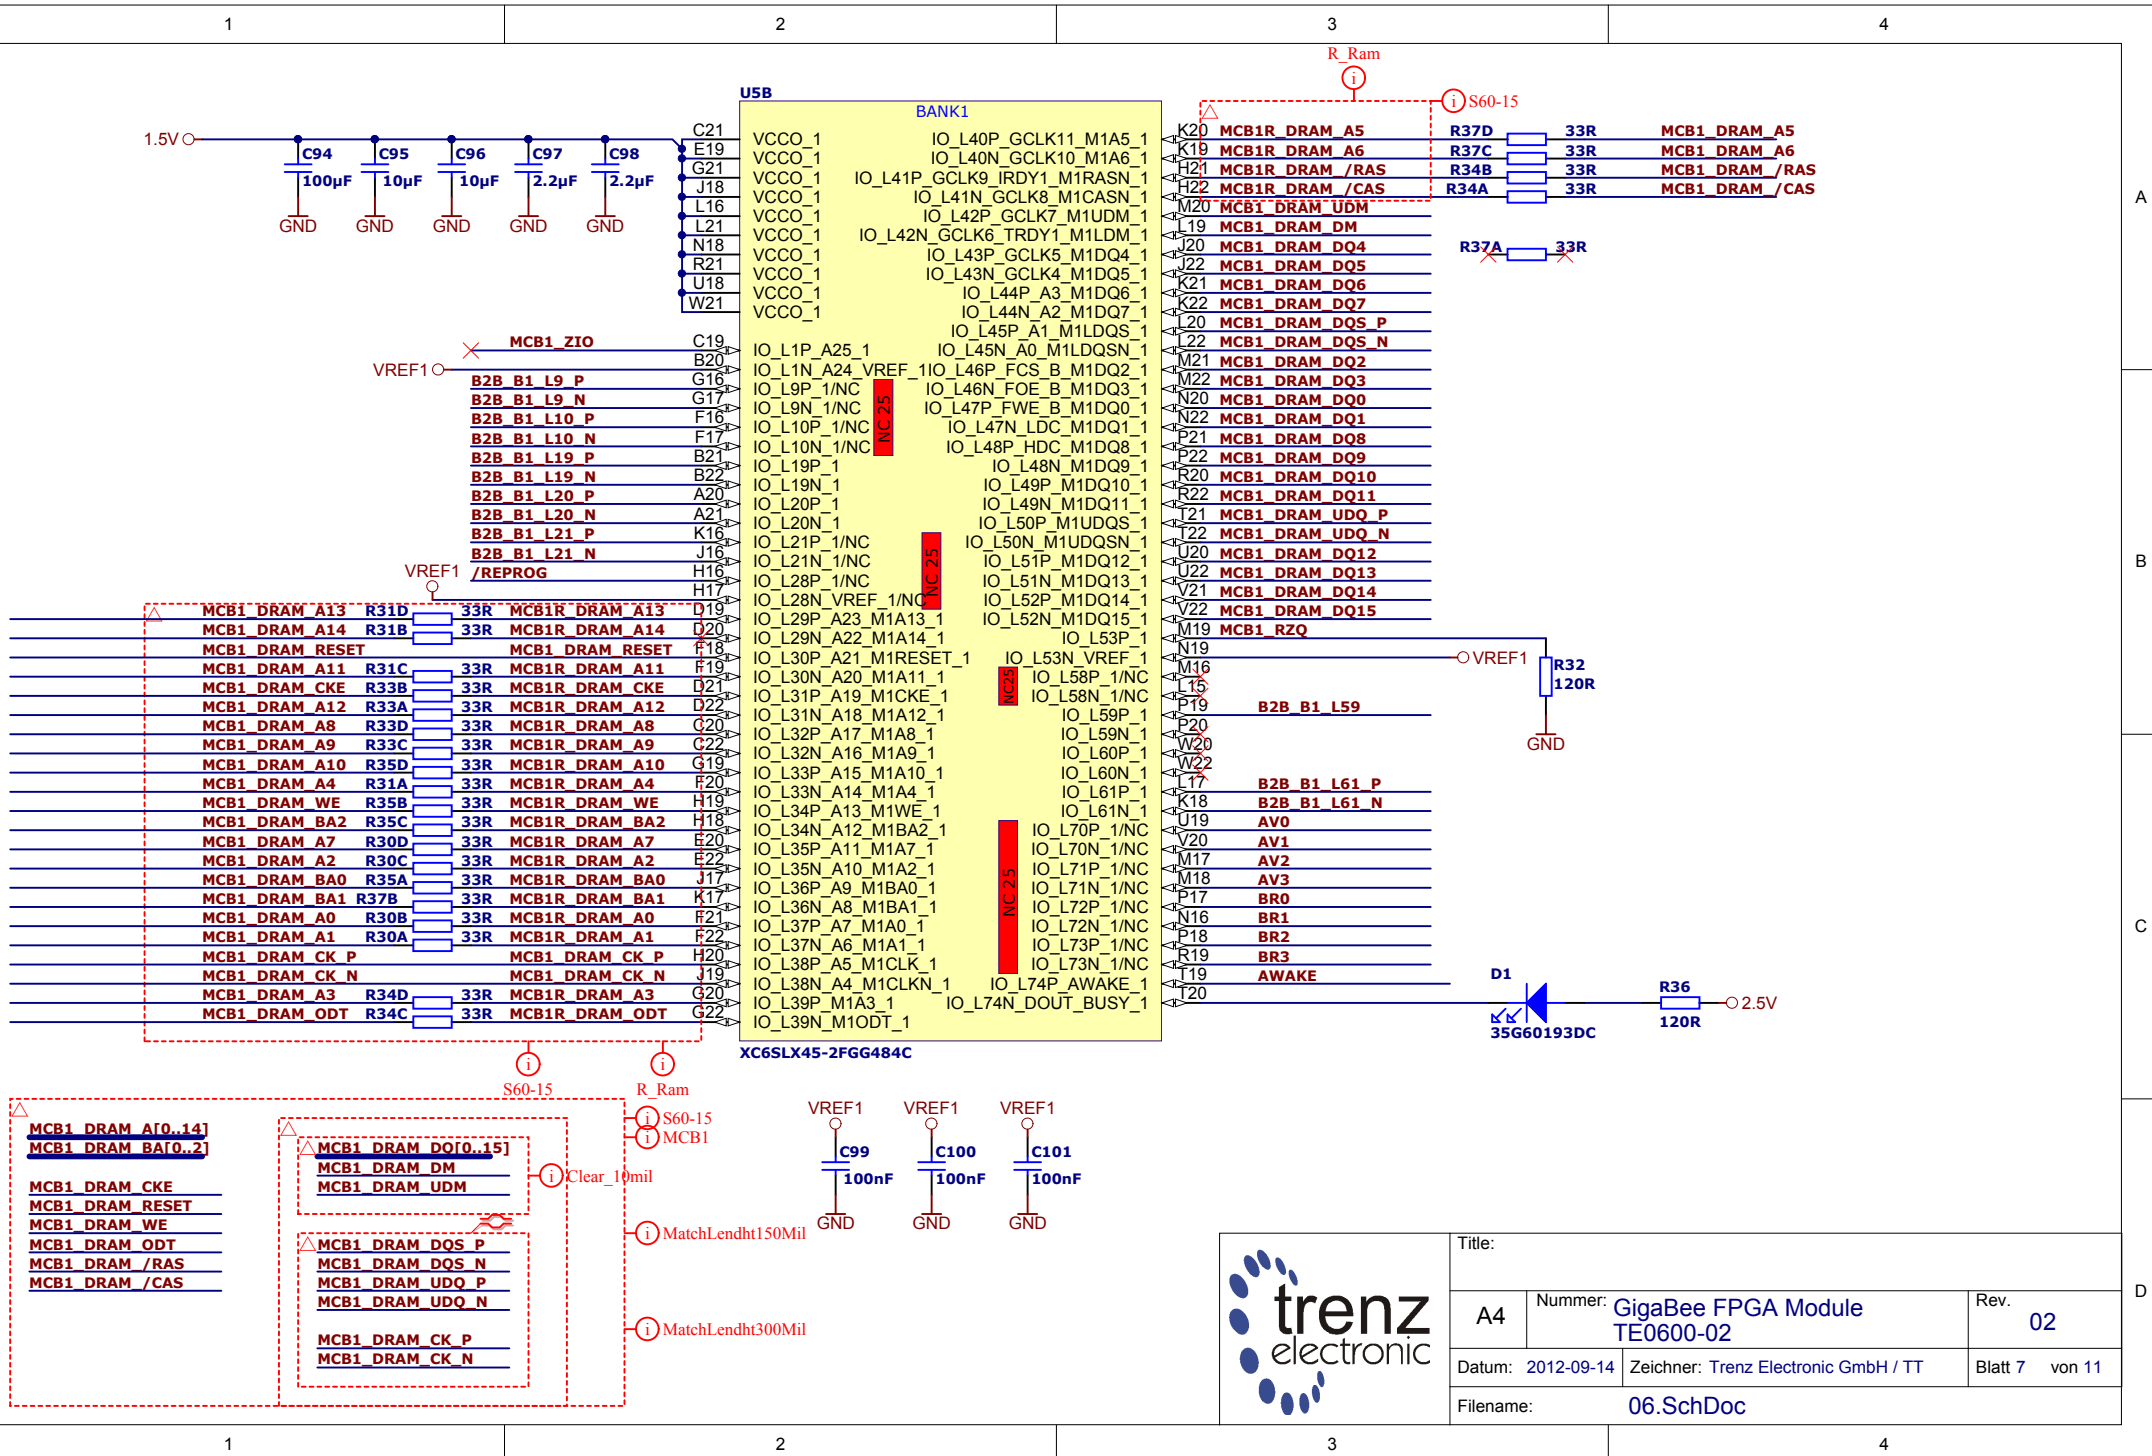 1 2 3 4
R_Ram
i
i S60-15
U5B
BANK1
1.5V
C94 100µF GND
C95 10µF GND
C96 10µF GND
C97 2.2µF GND
C98 2.2µF GND
C21 VCCO_1
E19 VCCO_1
G21 VCCO_1
J18 VCCO_1
L16 VCCO_1
L21 VCCO_1
N18 VCCO_1
R21 VCCO_1
U18 VCCO_1
W21 VCCO_1
MCB1_ZIO C19 IO_L1P_A25_1
VREF1 B20 IO_L1N_A24_VREF_1
B2B_B1_L9_P G16 IO_L9P_1/NC
B2B_B1_L9_N G17 IO_L9N_1/NC
B2B_B1_L10_P F16 IO_L10P_1/NC
B2B_B1_L10_N F17 IO_L10N_1/NC
NC 25
B2B_B1_L19_P B21 IO_L19P_1
B2B_B1_L19_N B22 IO_L19N_1
B2B_B1_L20_P A20 IO_L20P_1
B2B_B1_L20_N A21 IO_L20N_1
B2B_B1_L21_P K16 IO_L21P_1/NC
B2B_B1_L21_N J16 IO_L21N_1/NC
/REPROG H16 IO_L28P_1/NC
VREF1 H17 IO_L28N_VREF_1/NC
NC 25
MCB1_DRAM_A13 R31D 33R MCB1R_DRAM_A13 D19 IO_L29P_A23_M1A13_1
MCB1_DRAM_A14 R31B 33R MCB1R_DRAM_A14 D20 IO_L29N_A22_M1A14_1
MCB1_DRAM_RESET MCB1_DRAM_RESET F18 IO_L30P_A21_M1RESET_1
MCB1_DRAM_A11 R31C 33R MCB1R_DRAM_A11 F19 IO_L30N_A20_M1A11_1
MCB1_DRAM_CKE R33B 33R MCB1R_DRAM_CKE D21 IO_L31P_A19_M1CKE_1
MCB1_DRAM_A12 R33A 33R MCB1R_DRAM_A12 D22 IO_L31N_A18_M1A12_1
MCB1_DRAM_A8 R33D 33R MCB1R_DRAM_A8 C20 IO_L32P_A17_M1A8_1
MCB1_DRAM_A9 R33C 33R MCB1R_DRAM_A9 C22 IO_L32N_A16_M1A9_1
MCB1_DRAM_A10 R35D 33R MCB1R_DRAM_A10 G19 IO_L33P_A15_M1A10_1
MCB1_DRAM_A4 R31A 33R MCB1R_DRAM_A4 F20 IO_L33N_A14_M1A4_1
MCB1_DRAM_WE R35B 33R MCB1R_DRAM_WE H19 IO_L34P_A13_M1WE_1
MCB1_DRAM_BA2 R35C 33R MCB1R_DRAM_BA2 H18 IO_L34N_A12_M1BA2_1
MCB1_DRAM_A7 R30D 33R MCB1R_DRAM_A7 E20 IO_L35P_A11_M1A7_1
MCB1_DRAM_A2 R30C 33R MCB1R_DRAM_A2 E22 IO_L35N_A10_M1A2_1
MCB1_DRAM_BA0 R35A 33R MCB1R_DRAM_BA0 J17 IO_L36P_A9_M1BA0_1
MCB1_DRAM_BA1 R37B 33R MCB1R_DRAM_BA1 K17 IO_L36N_A8_M1BA1_1
MCB1_DRAM_A0 R30B 33R MCB1R_DRAM_A0 F21 IO_L37P_A7_M1A0_1
MCB1_DRAM_A1 R30A 33R MCB1R_DRAM_A1 F22 IO_L37N_A6_M1A1_1
MCB1_DRAM_CK_P MCB1_DRAM_CK_P H20 IO_L38P_A5_M1CLK_1
MCB1_DRAM_CK_N MCB1_DRAM_CK_N J19 IO_L38N_A4_M1CLKN_1
MCB1_DRAM_A3 R34D 33R MCB1R_DRAM_A3 G20 IO_L39P_M1A3_1
MCB1_DRAM_ODT R34C 33R MCB1R_DRAM_ODT G22 IO_L39N_M1ODT_1
IO_L40P_GCLK11_M1A5_1 K20 MCB1R_DRAM_A5 R37D 33R MCB1_DRAM_A5
IO_L40N_GCLK10_M1A6_1 K19 MCB1R_DRAM_A6 R37C 33R MCB1_DRAM_A6
IO_L41P_GCLK9_IRDY1_M1RASN_1 H21 MCB1R_DRAM_/RAS R34B 33R MCB1_DRAM_/RAS
IO_L41N_GCLK8_M1CASN_1 H22 MCB1R_DRAM_/CAS R34A 33R MCB1_DRAM_/CAS
IO_L42P_GCLK7_M1UDM_1 M20 MCB1_DRAM_UDM
IO_L42N_GCLK6_TRDY1_M1LDM_1 L19 MCB1_DRAM_DM
IO_L43P_GCLK5_M1DQ4_1 J20 MCB1_DRAM_DQ4 R37A 33R
IO_L43N_GCLK4_M1DQ5_1 J22 MCB1_DRAM_DQ5
IO_L44P_A3_M1DQ6_1 K21 MCB1_DRAM_DQ6
IO_L44N_A2_M1DQ7_1 K22 MCB1_DRAM_DQ7
IO_L45P_A1_M1LDQS_1 L20 MCB1_DRAM_DQS_P
IO_L45N_A0_M1LDQSN_1 L22 MCB1_DRAM_DQS_N
IO_L46P_FCS_B_M1DQ2_1 M21 MCB1_DRAM_DQ2
IO_L46N_FOE_B_M1DQ3_1 M22 MCB1_DRAM_DQ3
IO_L47P_FWE_B_M1DQ0_1 N20 MCB1_DRAM_DQ0
IO_L47N_LDC_M1DQ1_1 N22 MCB1_DRAM_DQ1
IO_L48P_HDC_M1DQ8_1 P21 MCB1_DRAM_DQ8
IO_L48N_M1DQ9_1 P22 MCB1_DRAM_DQ9
IO_L49P_M1DQ10_1 R20 MCB1_DRAM_DQ10
IO_L49N_M1DQ11_1 R22 MCB1_DRAM_DQ11
IO_L50P_M1UDQS_1 T21 MCB1_DRAM_UDQ_P
IO_L50N_M1UDQSN_1 T22 MCB1_DRAM_UDQ_N
IO_L51P_M1DQ12_1 U20 MCB1_DRAM_DQ12
IO_L51N_M1DQ13_1 U22 MCB1_DRAM_DQ13
IO_L52P_M1DQ14_1 V21 MCB1_DRAM_DQ14
IO_L52N_M1DQ15_1 V22 MCB1_DRAM_DQ15
IO_L53P_1 M19 MCB1_RZQ
IO_L53N_VREF_1 N19 VREF1
R32 120R GND
NC25
IO_L58P_1/NC M16
IO_L58N_1/NC L15
IO_L59P_1 P19 B2B_B1_L59
IO_L59N_1 P20
IO_L60P_1 W20
IO_L60N_1 W22
IO_L61P_1 L17 B2B_B1_L61_P
IO_L61N_1 K18 B2B_B1_L61_N
NC 25
IO_L70P_1/NC U19 AV0
IO_L70N_1/NC V20 AV1
IO_L71P_1/NC M17 AV2
IO_L71N_1/NC M18 AV3
IO_L72P_1/NC P17 BR0
IO_L72N_1/NC N16 BR1
IO_L73P_1/NC P18 BR2
IO_L73N_1/NC R19 BR3
IO_L74P_AWAKE_1 T19 AWAKE
IO_L74N_DOUT_BUSY_1 T20
D1 35G60193DC
R36 120R 2.5V
XC6SLX45-2FGG484C
i S60-15
i R_Ram
A
B
C
D
MCB1_DRAM_A[0..14]
MCB1_DRAM_BA[0..2]
MCB1_DRAM_CKE
MCB1_DRAM_RESET
MCB1_DRAM_WE
MCB1_DRAM_ODT
MCB1_DRAM_/RAS
MCB1_DRAM_/CAS
MCB1_DRAM_DQ[0..15]
MCB1_DRAM_DM
MCB1_DRAM_UDM
MCB1_DRAM_DQS_P
MCB1_DRAM_DQS_N
MCB1_DRAM_UDQ_P
MCB1_DRAM_UDQ_N
MCB1_DRAM_CK_P
MCB1_DRAM_CK_N
i S60-15
i MCB1
i Clear_10mil
i MatchLendht150Mil
i MatchLendht300Mil
VREF1 C99 100nF GND
VREF1 C100 100nF GND
VREF1 C101 100nF GND
trenz
electronic
Title:
A4
Nummer: GigaBee FPGA Module
TE0600-02
Rev. 02
Datum: 2012-09-14
Zeichner: Trenz Electronic GmbH / TT
Blatt 7 von 11
Filename: 06.SchDoc
1 2 3 4